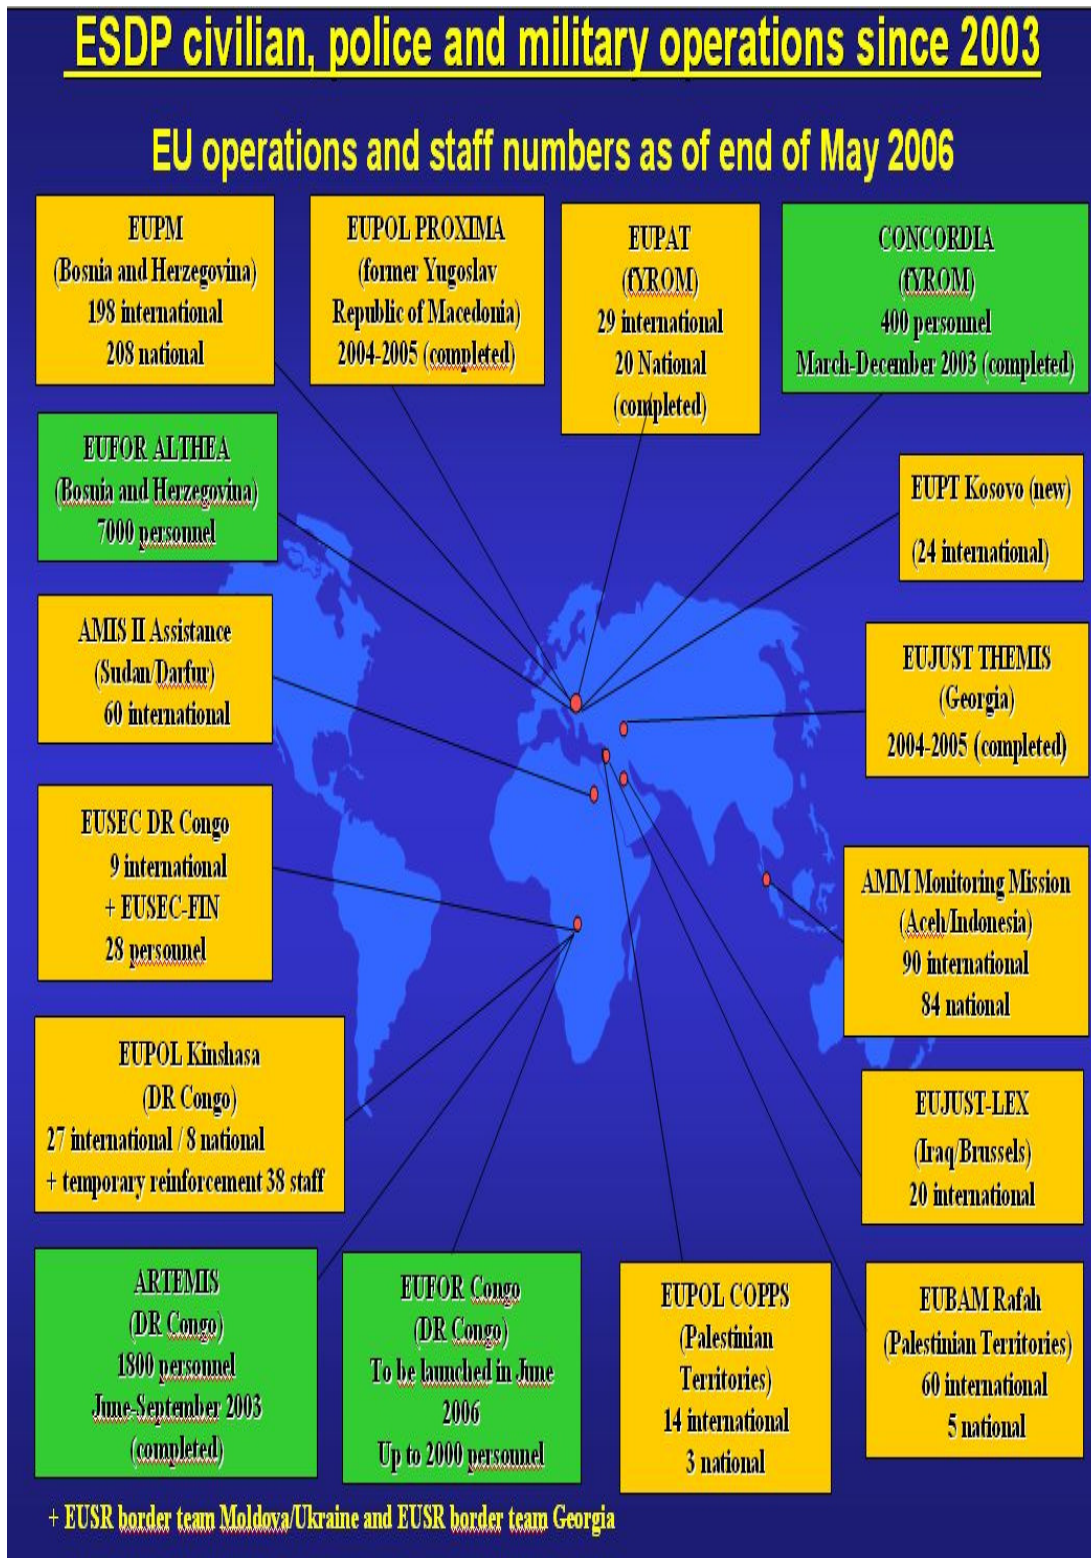 ESDP civilian, police and military operations since 2003
EU operations and staff numbers as of end of May 2006
EUPM
(Bosnia and Herzegovina)
198 international
208 national
EUPOL PROXIMA
(former Yugoslav
Republic of Macedonia)
2004-2005 (completed)
EUPAT
(fYROM)
29 international
20 National
(completed)
CONCORDIA
(fYROM)
400 personnel
March-December 2003 (completed)
EUFOR ALTHEA
(Bosnia and Herzegovina)
7000 personnel
EUPT Kosovo (new)
(24 international)
AMIS II Assistance
(Sudan/Darfur)
60 international
EUJUST THEMIS
(Georgia)
2004-2005 (completed)
EUSEC DR Congo
9 international
+ EUSEC-FIN
28 personnel
AMM Monitoring Mission
(Aceh/Indonesia)
90 international
84 national
EUPOL Kinshasa
(DR Congo)
27 international / 8 national
+ temporary reinforcement 38 staff
EUJUST-LEX
(Iraq/Brussels)
20 international
ARTEMIS
(DR Congo)
1800 personnel
June-September 2003
(completed)
EUFOR Congo
(DR Congo)
To be launched in June
2006
Up to 2000 personnel
EUPOL COPPS
(Palestinian
Territories)
14 international
3 national
EUBAM Rafah
(Palestinian Territories)
60 international
5 national
+ EUSR border team Moldova/Ukraine and EUSR border team Georgia